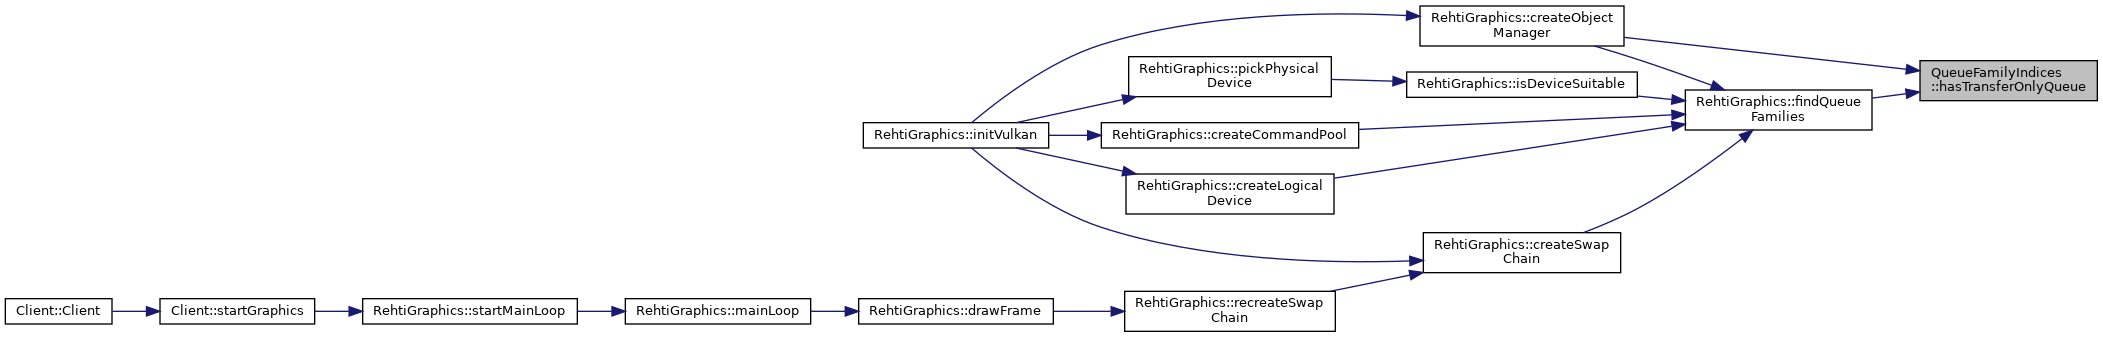 RehtiGraphics::createObject
Manager
QueueFamilyIndices
::hasTransferOnlyQueue
RehtiGraphics::pickPhysical
Device
RehtiGraphics::isDeviceSuitable
RehtiGraphics::findQueue
Families
RehtiGraphics::initVulkan
RehtiGraphics::createCommandPool
RehtiGraphics::createLogical
Device
RehtiGraphics::createSwap
Chain
Client::Client
Client::startGraphics
RehtiGraphics::startMainLoop
RehtiGraphics::mainLoop
RehtiGraphics::drawFrame
RehtiGraphics::recreateSwap
Chain